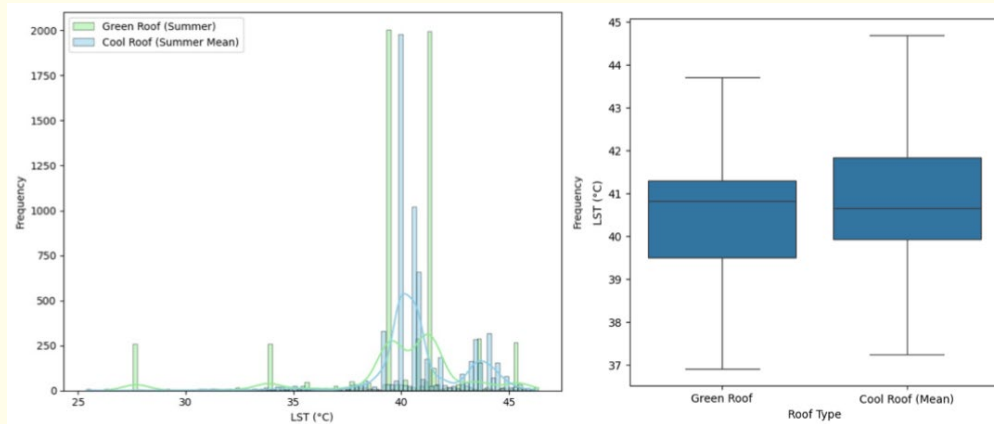 Green Roof (Summer)
Cool Roof (Summer Mean)
2000
1750
1500
1250
1000
750
500
250
0
Frequency
25
30
35
40
45
LST (°C)
45
44
43
42
41
40
39
38
37
Frequency
LST (°C)
Green Roof
Cool Roof (Mean)
Roof Type